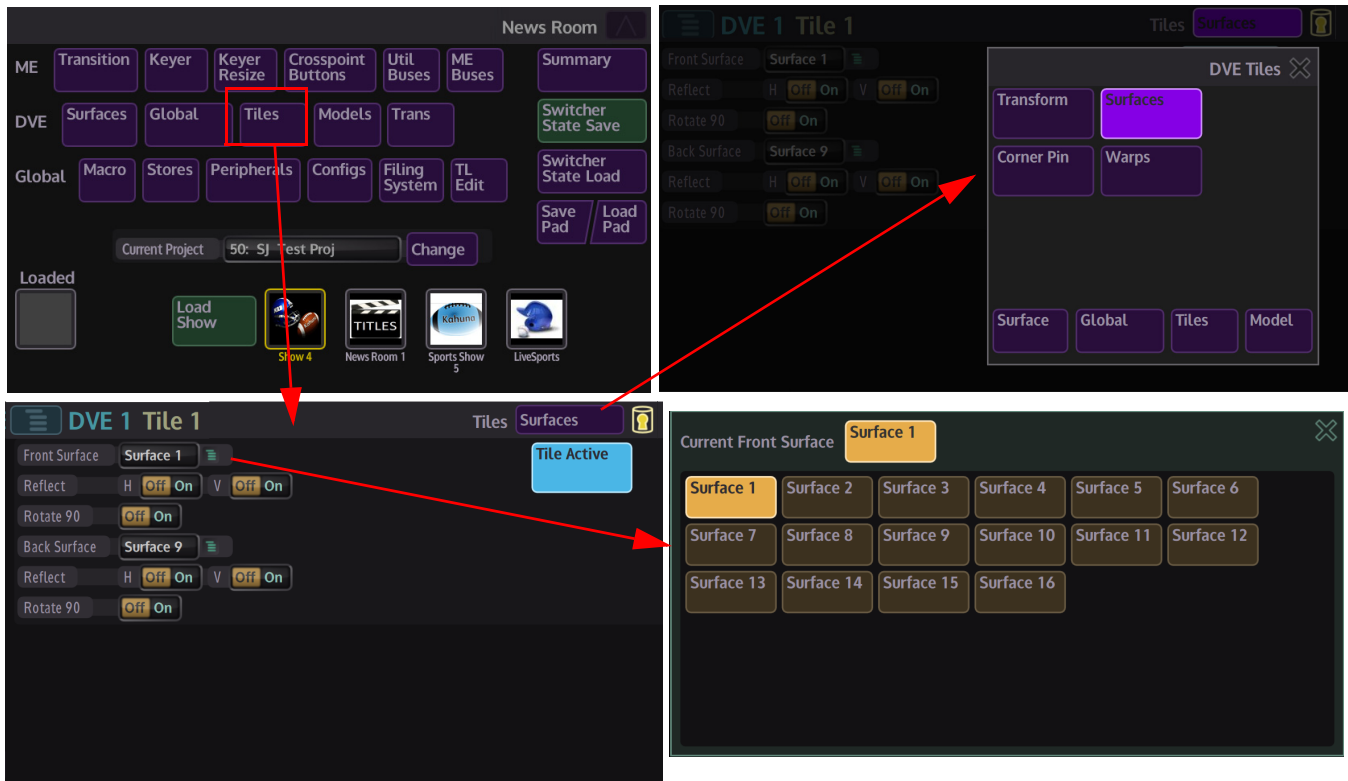 News Room
ME
Transition
Keyer
Keyer
Resize
Crosspoint
Buttons
Util
Buses
ME
Buses
Summary
DVE
Surfaces
Global
Tiles
Models
Trans
Switcher
State Save
Global
Macro
Stores
Peripherals
Configs
Filing
System
TL
Edit
Switcher
State Load
Save
Pad
Load
Pad
Current Project
50: SJ Test Proj
Change
Loaded
Load
Show
TITLES
Kahuna
Show 4
News Room 1
Sports Show
5
LiveSports
DVE 1 Tile 1
Tiles
Surfaces
Front Surface
Surface 1
Reflect
H Off On
V Off On
Rotate 90
Off On
Back Surface
Surface 9
Reflect
H Off On
V Off On
Rotate 90
Off On
DVE Tiles
Transform
Surfaces
Corner Pin
Warps
Surface
Global
Tiles
Model
DVE 1 Tile 1
Tiles
Surfaces
Front Surface
Surface 1
Tile Active
Reflect
H Off On
V Off On
Rotate 90
Off On
Back Surface
Surface 9
Reflect
H Off On
V Off On
Rotate 90
Off On
Current Front Surface
Surface 1
Surface 1
Surface 2
Surface 3
Surface 4
Surface 5
Surface 6
Surface 7
Surface 8
Surface 9
Surface 10
Surface 11
Surface 12
Surface 13
Surface 14
Surface 15
Surface 16